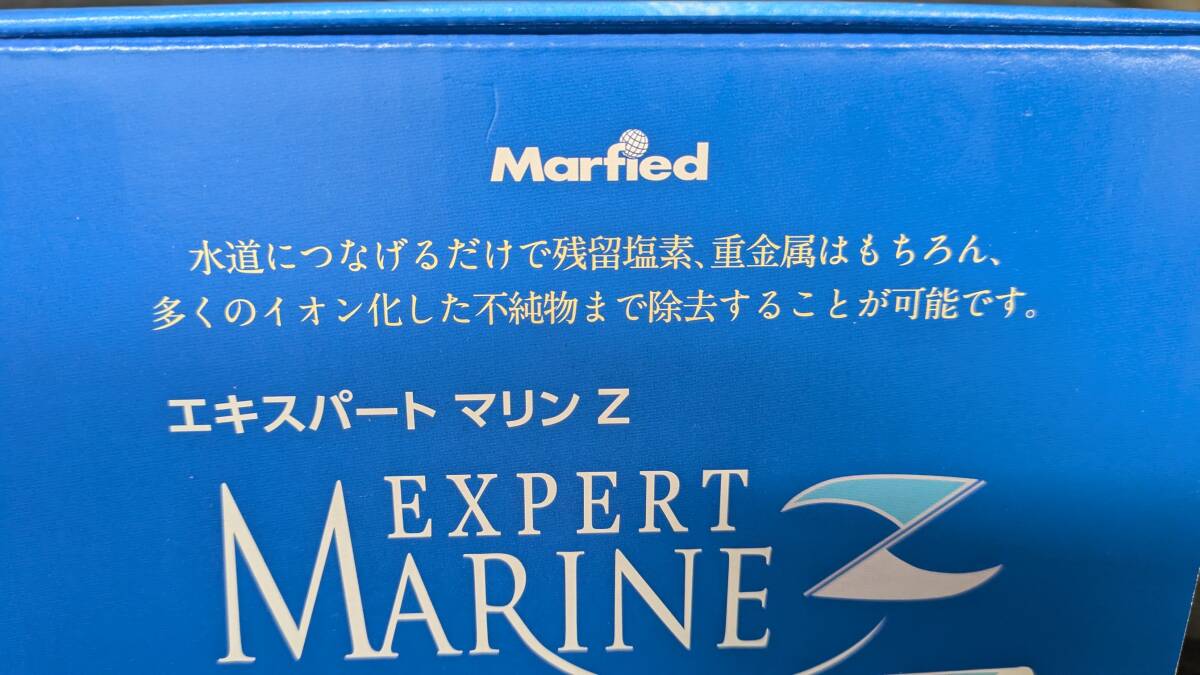 Marfied
水道につなげるだけで残留塩素、重金属はもちろん、
多くのイオン化した不純物まで除去することが可能です。
エキスパート マリン Z
EXPERT
MARINE Z